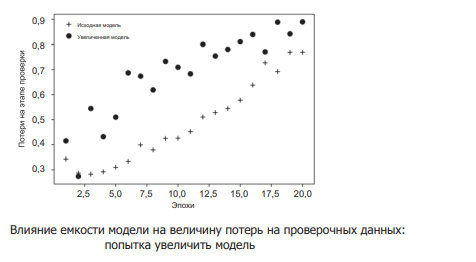 0,9
Исходная модель
Увеличенная модель
0,8
0,7
0,6
0,5
0,4
0,3
Потери на этапе проверки
2,5 5,0 7,5 10,0 12,5 15,0 17,5 20,0
Эпохи
Влияние емкости модели на величину потерь на проверочных данных:
попытка увеличить модель